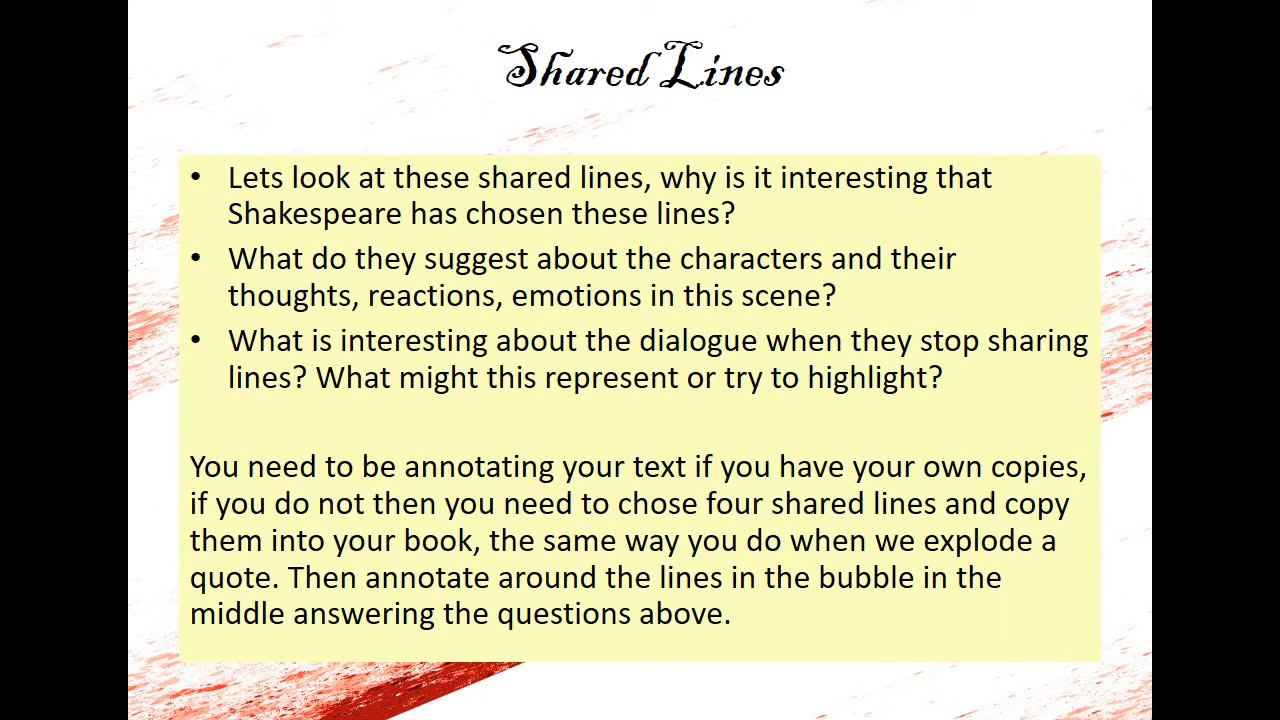 Shared Lines
• Lets look at these shared lines, why is it interesting that
Shakespeare has chosen these lines?
• What do they suggest about the characters and their
thoughts, reactions, emotions in this scene?
• What is interesting about the dialogue when they stop sharing
lines? What might this represent or try to highlight?
You need to be annotating your text if you have your own copies,
if you do not then you need to chose four shared lines and copy
them into your book, the same way you do when we explode a
quote. Then annotate around the lines in the bubble in the
middle answering the questions above.